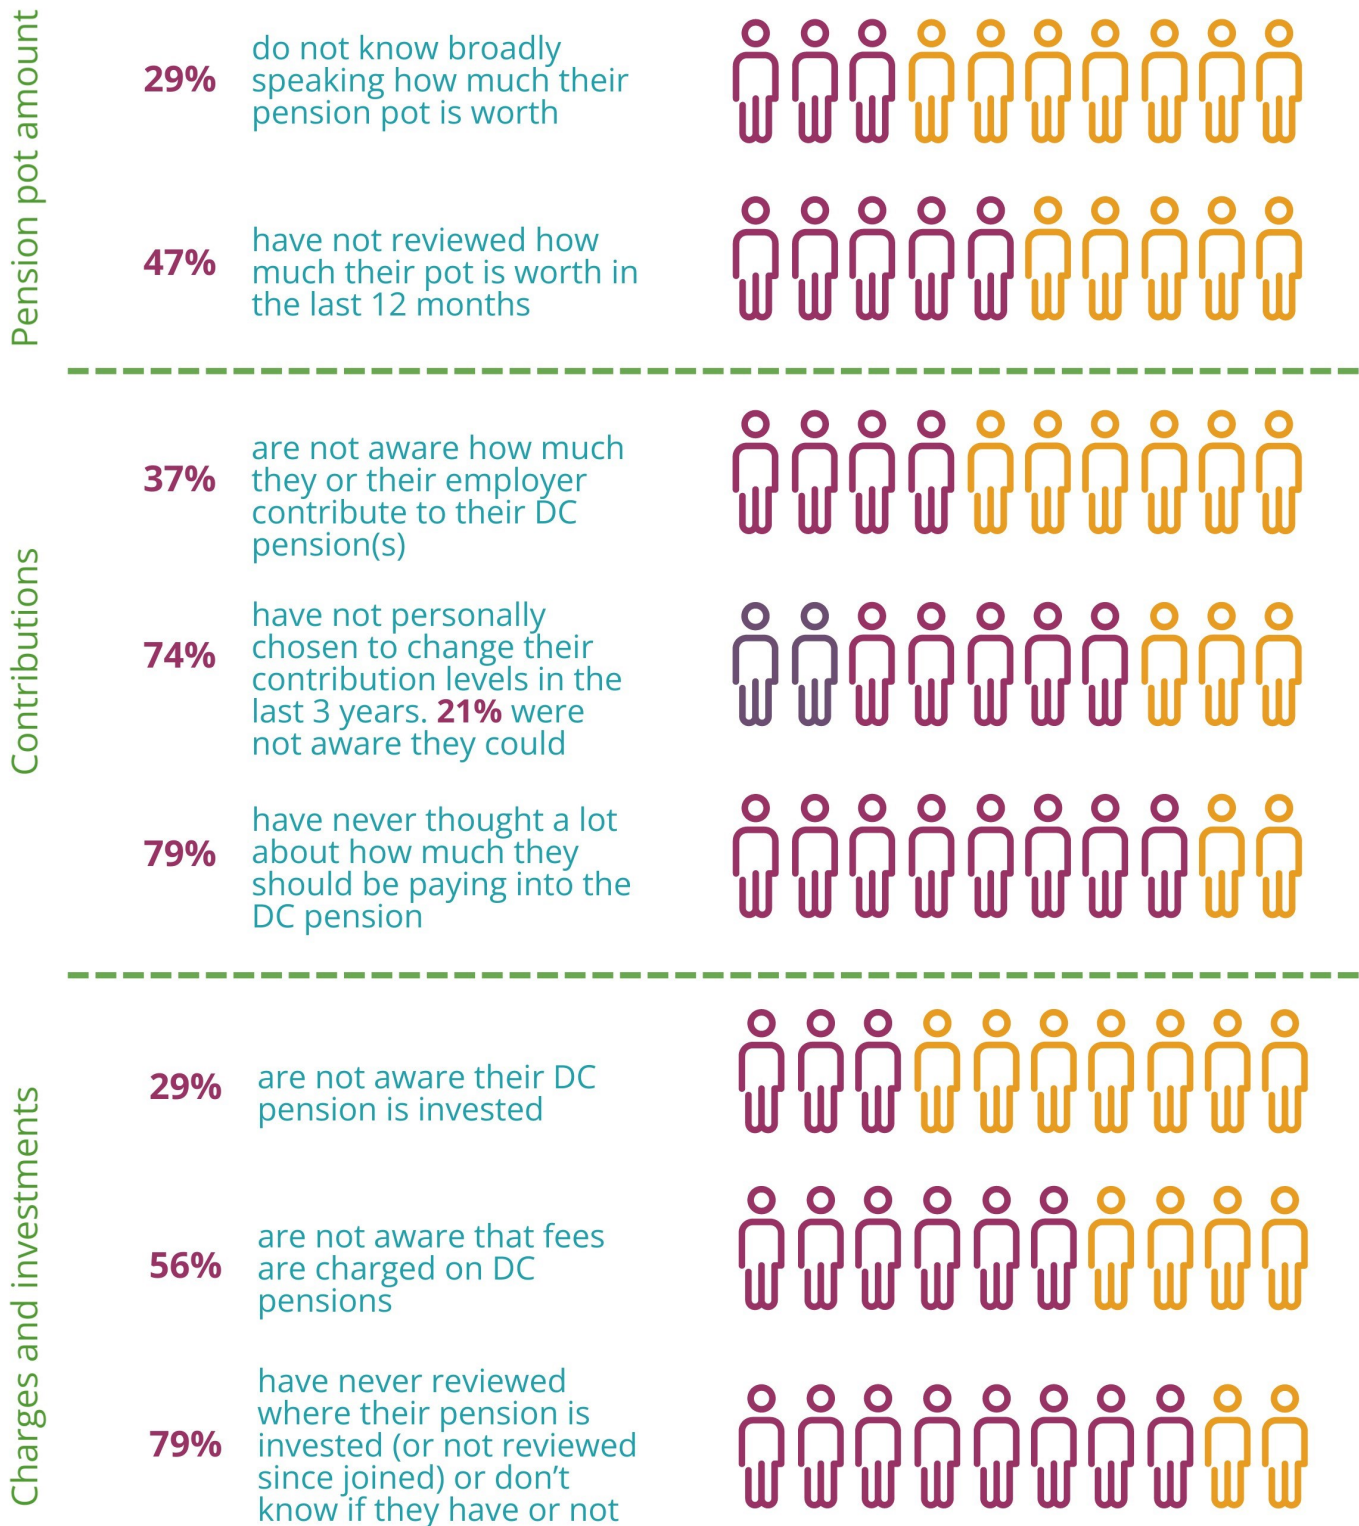 Pension pot amount
29%
do not know broadly
speaking how much their
pension pot is worth
47%
have not reviewed how
much their pot is worth in
the last 12 months
Contributions
37%
are not aware how much
they or their employer
contribute to their DC
pension(s)
74%
have not personally
chosen to change their
contribution levels in the
last 3 years. 21% were
not aware they could
79%
have never thought a lot
about how much they
should be paying into the
DC pension
Charges and investments
29%
are not aware their DC
pension is invested
56%
are not aware that fees
are charged on DC
pensions
79%
have never reviewed
where their pension is
invested (or not reviewed
since joined) or don’t
know if they have or not